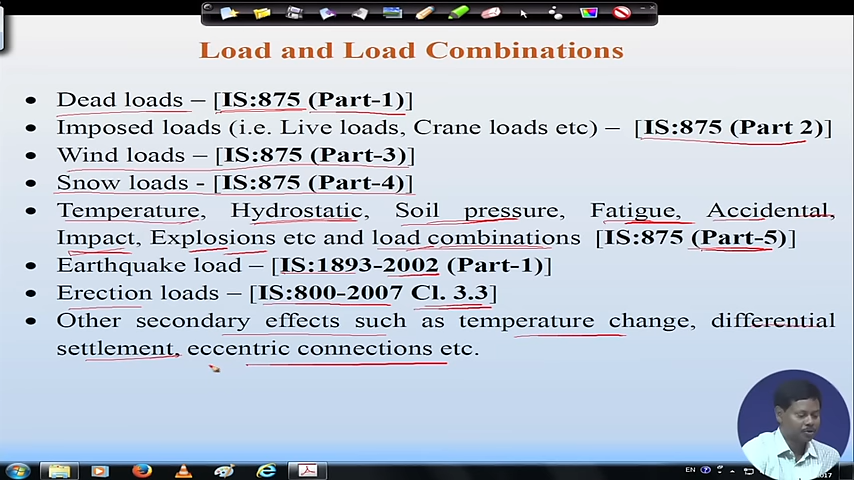 Load and Load Combinations
• Dead loads – [IS:875 (Part-1)]
• Imposed loads (i.e. Live loads, Crane loads etc) – [IS:875 (Part 2)]
• Wind loads – [IS:875 (Part-3)]
• Snow loads - [IS:875 (Part-4)]
• Temperature, Hydrostatic, Soil pressure, Fatigue, Accidental,
Impact, Explosions etc and load combinations [IS:875 (Part-5)]
• Earthquake load – [IS:1893-2002 (Part-1)]
• Erection loads – [IS:800-2007 Cl. 3.3]
• Other secondary effects such as temperature change, differential
settlement, eccentric connections etc.
EN